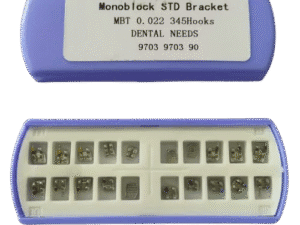 Monoblock STD Bracket
MBT 0.022 345Hooks
DENTAL NEEDS
9703 9703 90